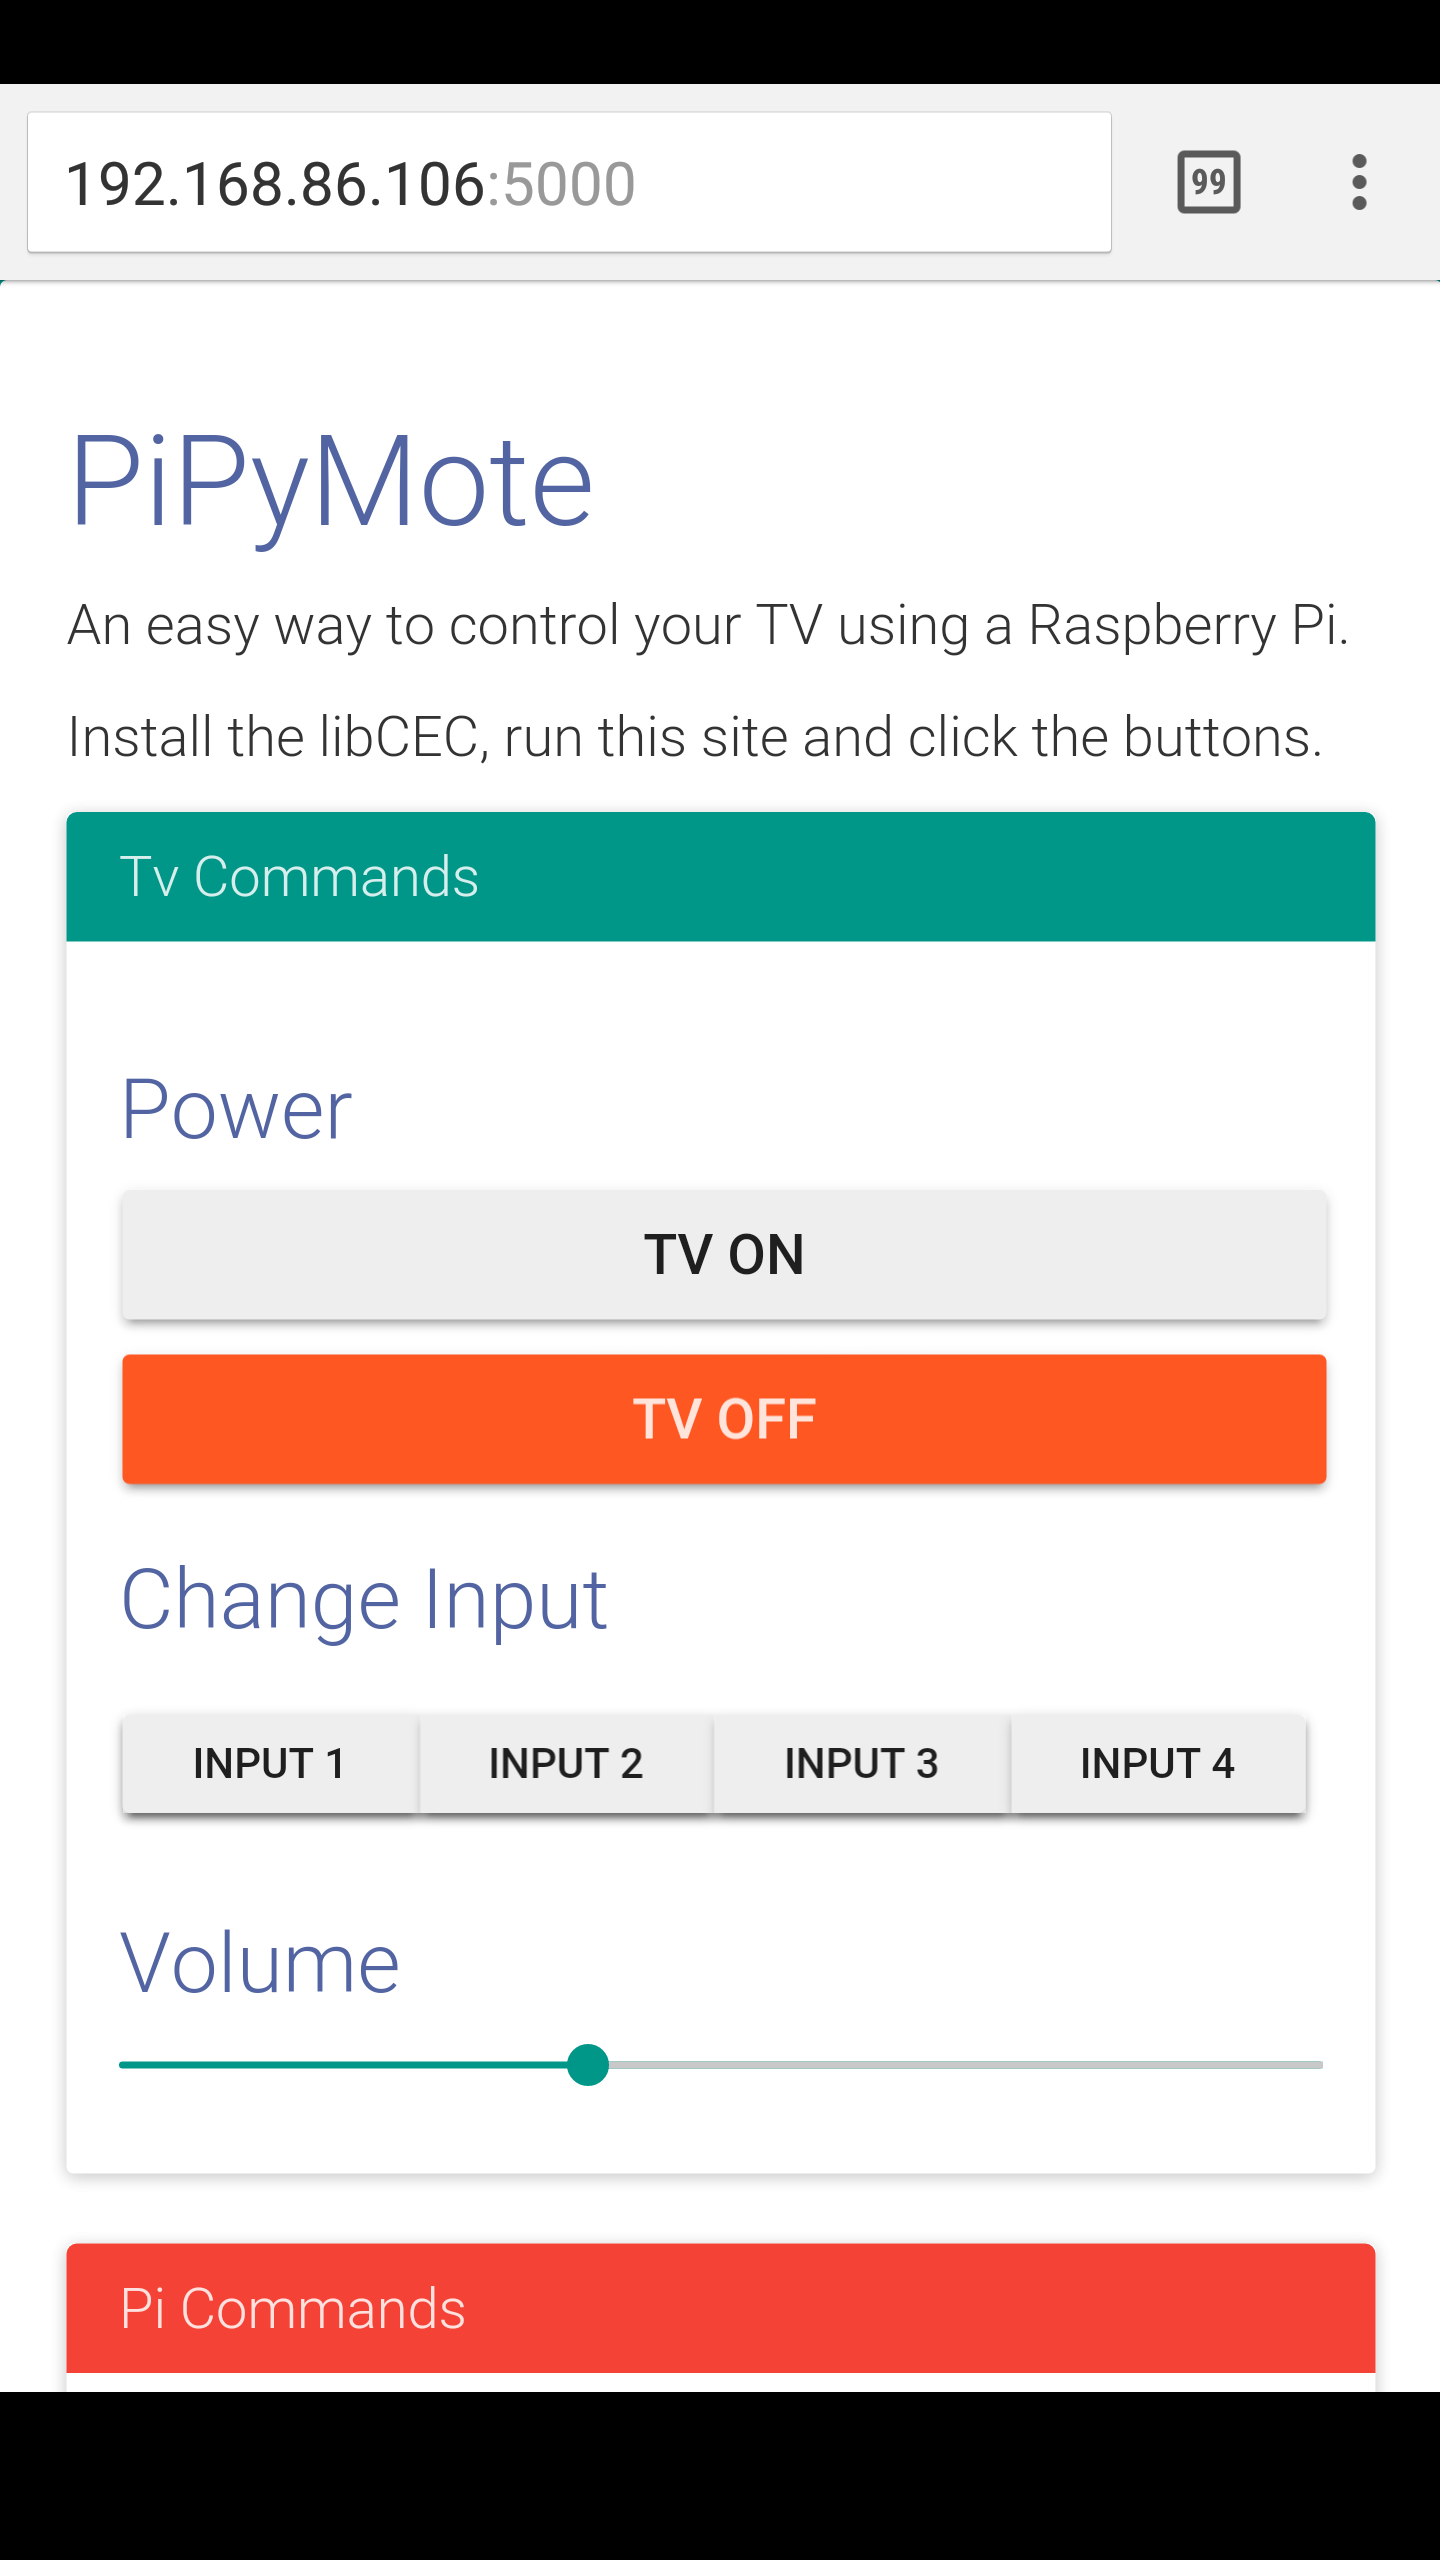 192.168.86.106:5000 99
PiPyMote
An easy way to control your TV using a Raspberry Pi.
Install the libCEC, run this site and click the buttons.
Tv Commands
Power
TV ON
TV OFF
Change Input
INPUT 1 INPUT 2 INPUT 3 INPUT 4
Volume
Pi Commands